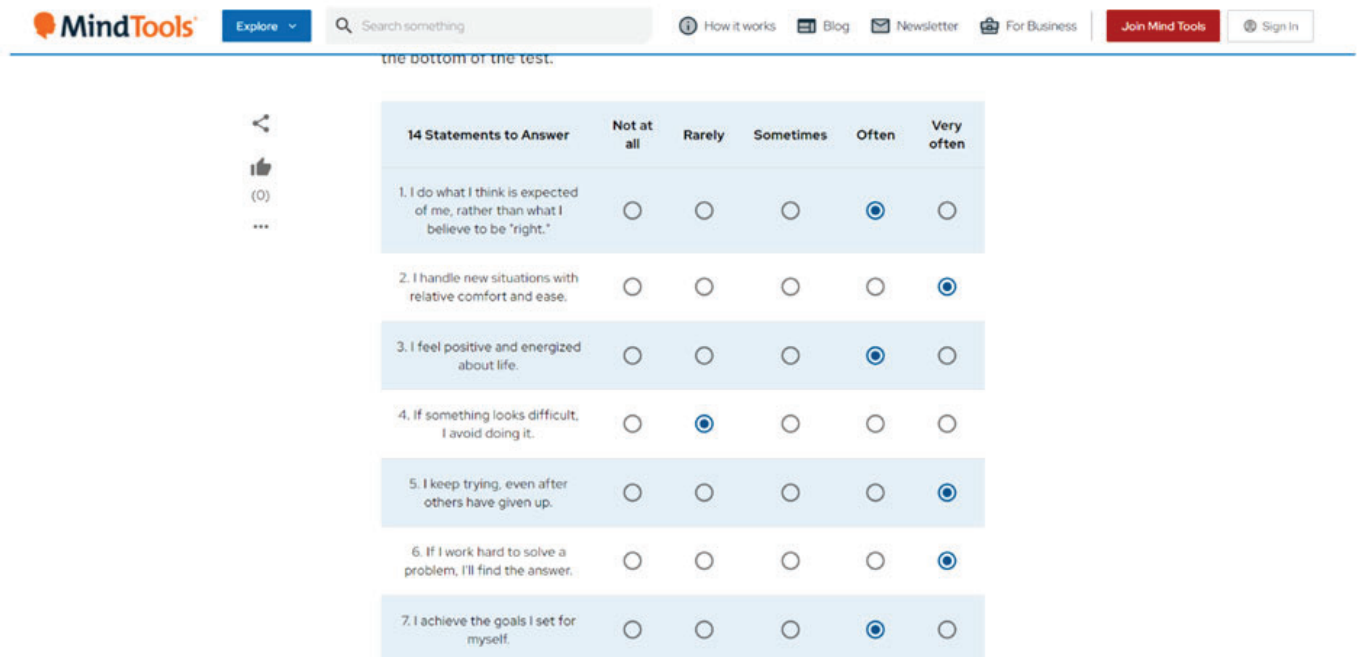 MindTools
Explore
Search something
How it works
Blog
Newsletter
For Business
Join Mind Tools
Sign In
the bottom of the test.
(0)
14 Statements to Answer
Not at
all
Rarely
Sometimes
Often
Very
often
1. I do what I think is expected
of me, rather than what I
believe to be "right."
2. I handle new situations with
relative comfort and ease.
3. I feel positive and energized
about life.
4. If something looks difficult,
I avoid doing it.
5. I keep trying, even after
others have given up.
6. If I work hard to solve a
problem, I'll find the answer.
7. I achieve the goals I set for
myself.